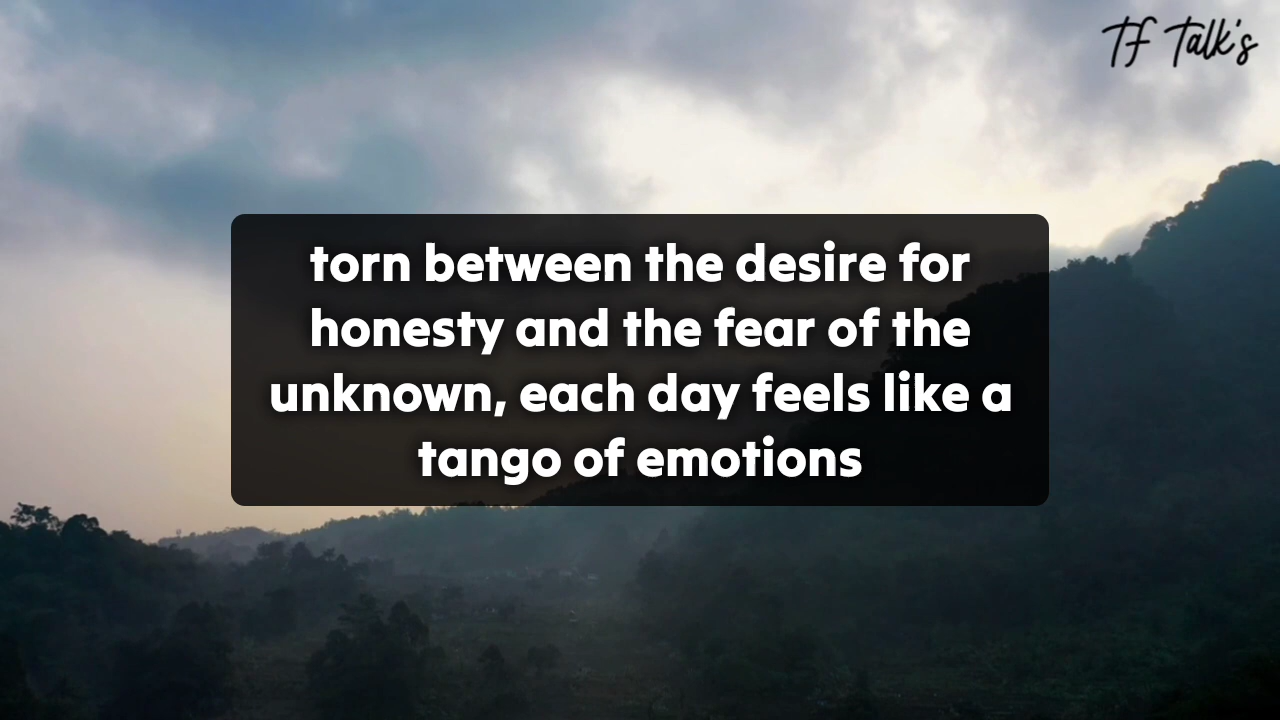 TF Talk's
torn between the desire for
honesty and the fear of the
unknown, each day feels like a
tango of emotions